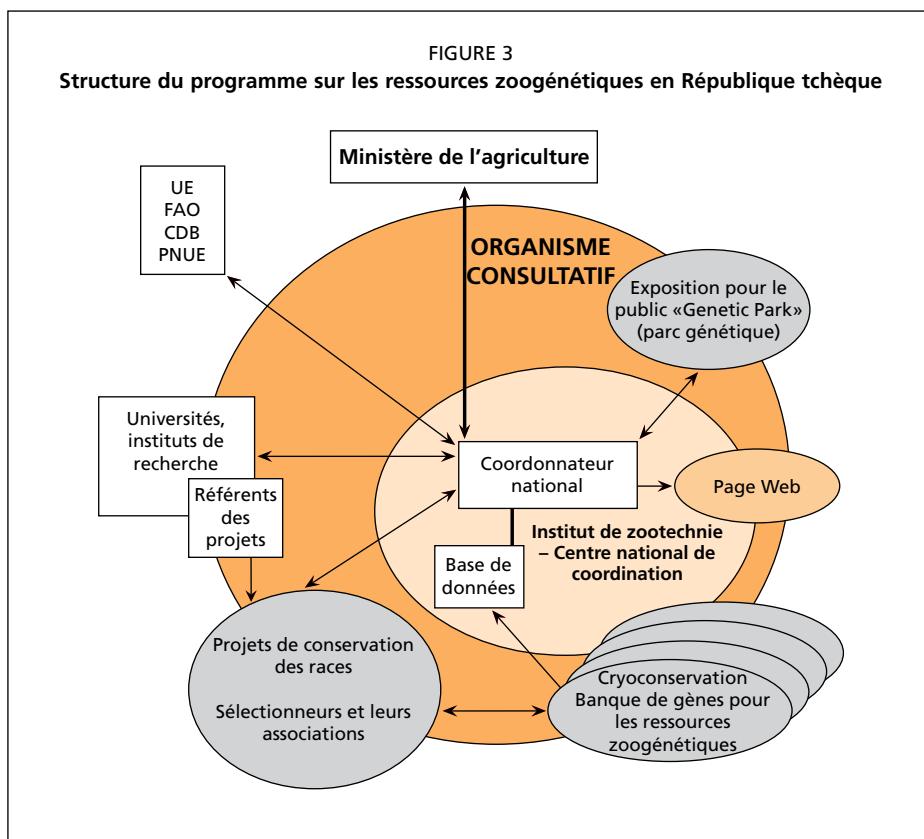 FIGURE 3
Structure du programme sur les ressources zoogénétiques en République tchèque
Ministère de l'agriculture
UE
FAO
CDB
PNUE
ORGANISME
CONSULTATIF
Exposition pour le
public «Genetic Park»
(parc génétique)
Universités,
instituts de
recherche
Référents
des
projets
Coordonnateur
national
Page Web
Institut de zootechnie
– Centre national de
coordination
Base de
données
Projets de conservation
des races
Sélectionneurs et leurs
associations
Cryoconservation
Banque de gènes pour
les ressources
zoogénétiques